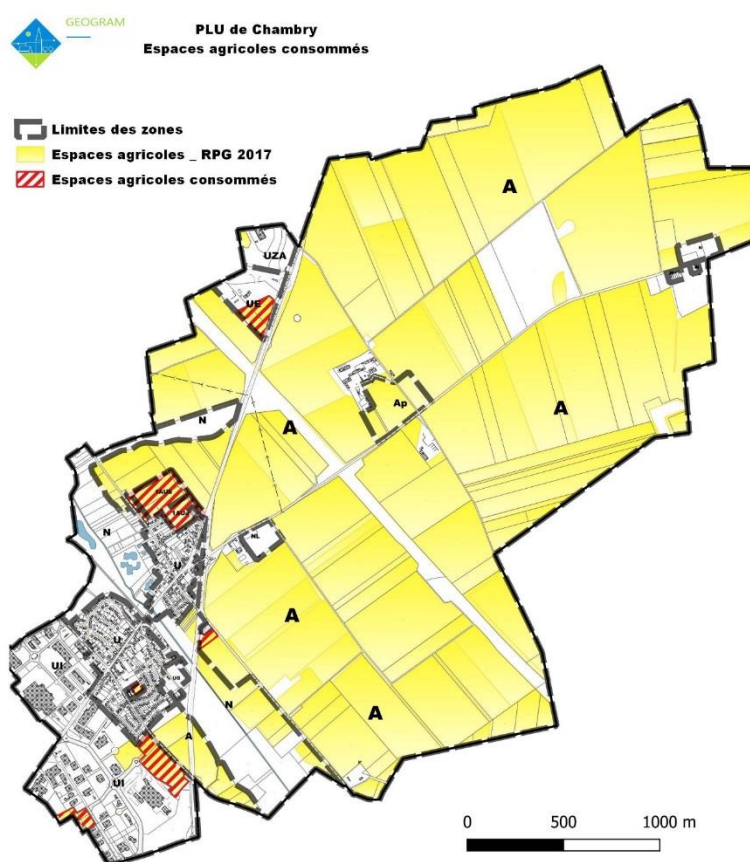 GEOGRAM
PLU de Chambry
Espaces agricoles consommés
Limites des zones
Espaces agricoles _ RPG 2017
Espaces agricoles consommés
A
UZA
UE
A
Ap
A
N
N
NL
U
A
U
UI
UE
N
A
A
UI
0
500
1000 m